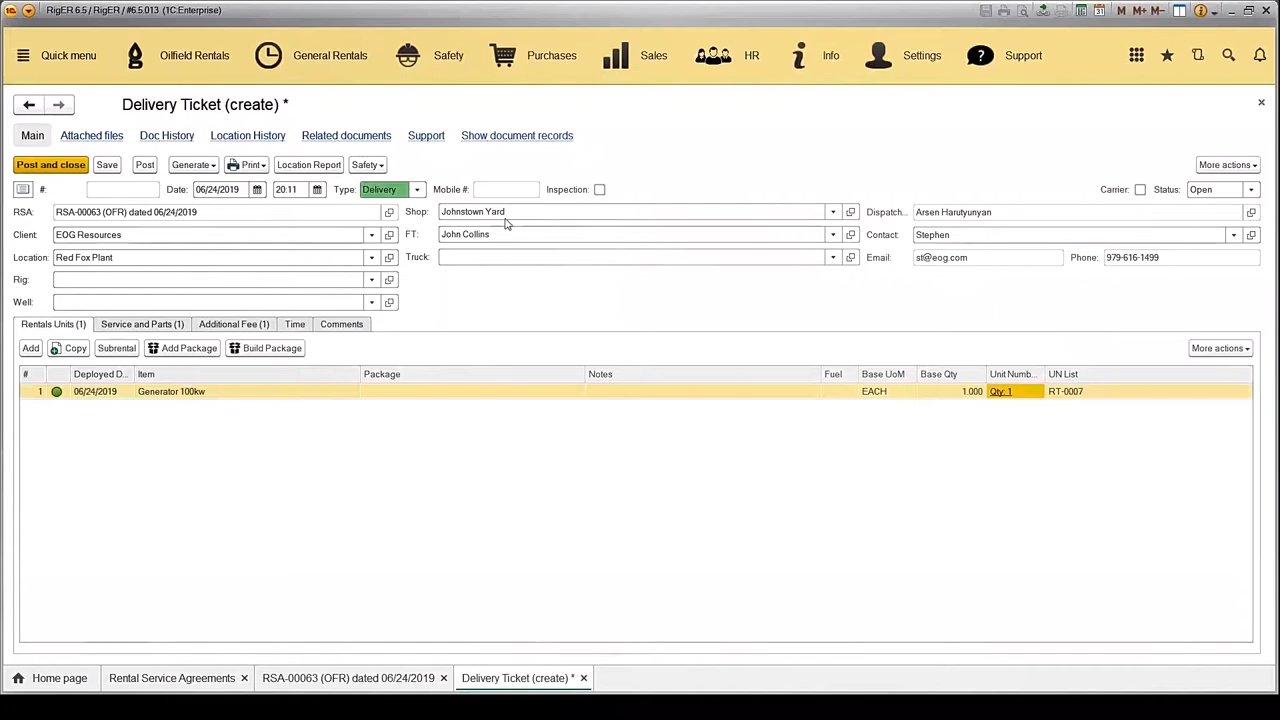 RigER 6.5 / RigER / #6.5.013 (1C:Enterprise)
M M+ M−
Quick menu Oilfield Rentals General Rentals Safety Purchases Sales HR Info Settings Support
Delivery Ticket (create) *
Main Attached files Doc History Location History Related documents Support Show document records
Post and close Save Post Generate Print Location Report Safety More actions
#: Date: 06/24/2019 20:11 Type: Delivery Mobile #: Inspection: Carrier: Status: Open
RSA: RSA-00063 (OFR) dated 06/24/2019 Shop: Johnstown Yard Dispatch... Arsen Harutyunyan
Client: EOG Resources FT: John Collins Contact: Stephen
Location: Red Fox Plant Truck: Email: st@eog.com Phone: 979-616-1499
Rig:
Well:
Rentals Units (1) Service and Parts (1) Additional Fee (1) Time Comments
Add Copy Subrental Add Package Build Package More actions
# Deployed D... Item Package Notes Fuel Base UoM Base Qty Unit Numb... UN List
1 06/24/2019 Generator 100kw EACH 1.000 Qty: 1 RT-0007
Home page Rental Service Agreements × RSA-00063 (OFR) dated 06/24/2019 × Delivery Ticket (create) * ×